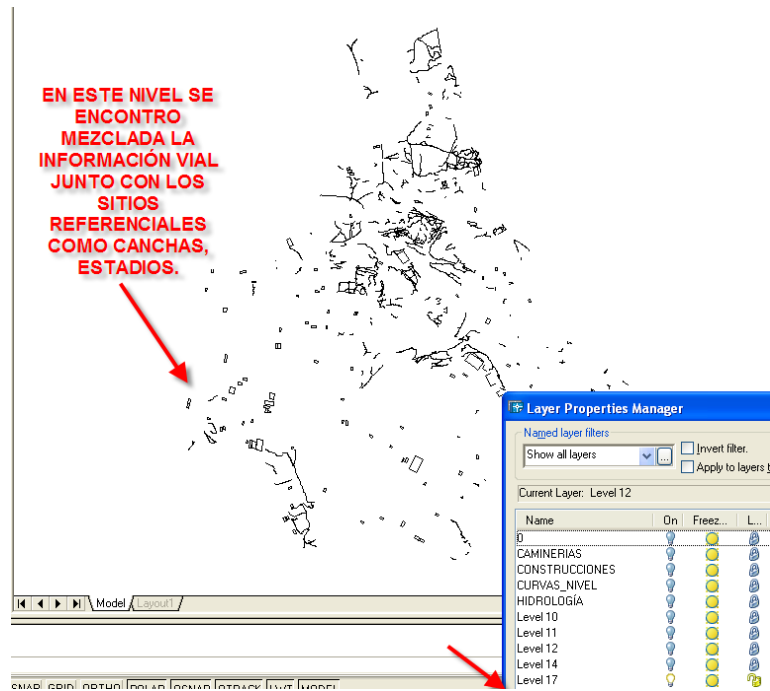 EN ESTE NIVEL SE
ENCONTRO
MEZCLADA LA
INFORMACIÓN VIAL
JUNTO CON LOS
SITIOS
REFERENCIALES
COMO CANCHAS,
ESTADIOS.
Layer Properties Manager
Named layer filters
Show all layers
...
Invert filter.
Apply to layers
Current Layer: Level 12
Name On Freez... L...
0
CAMINERIAS
CONSTRUCCIONES
CURVAS_NIVEL
HIDROLOGÍA
Level 10
Level 11
Level 12
Level 14
Level 17
Model Layout1
SNAP GRID ORTHO POLAR OSNAP OTRACK LWT MODEL